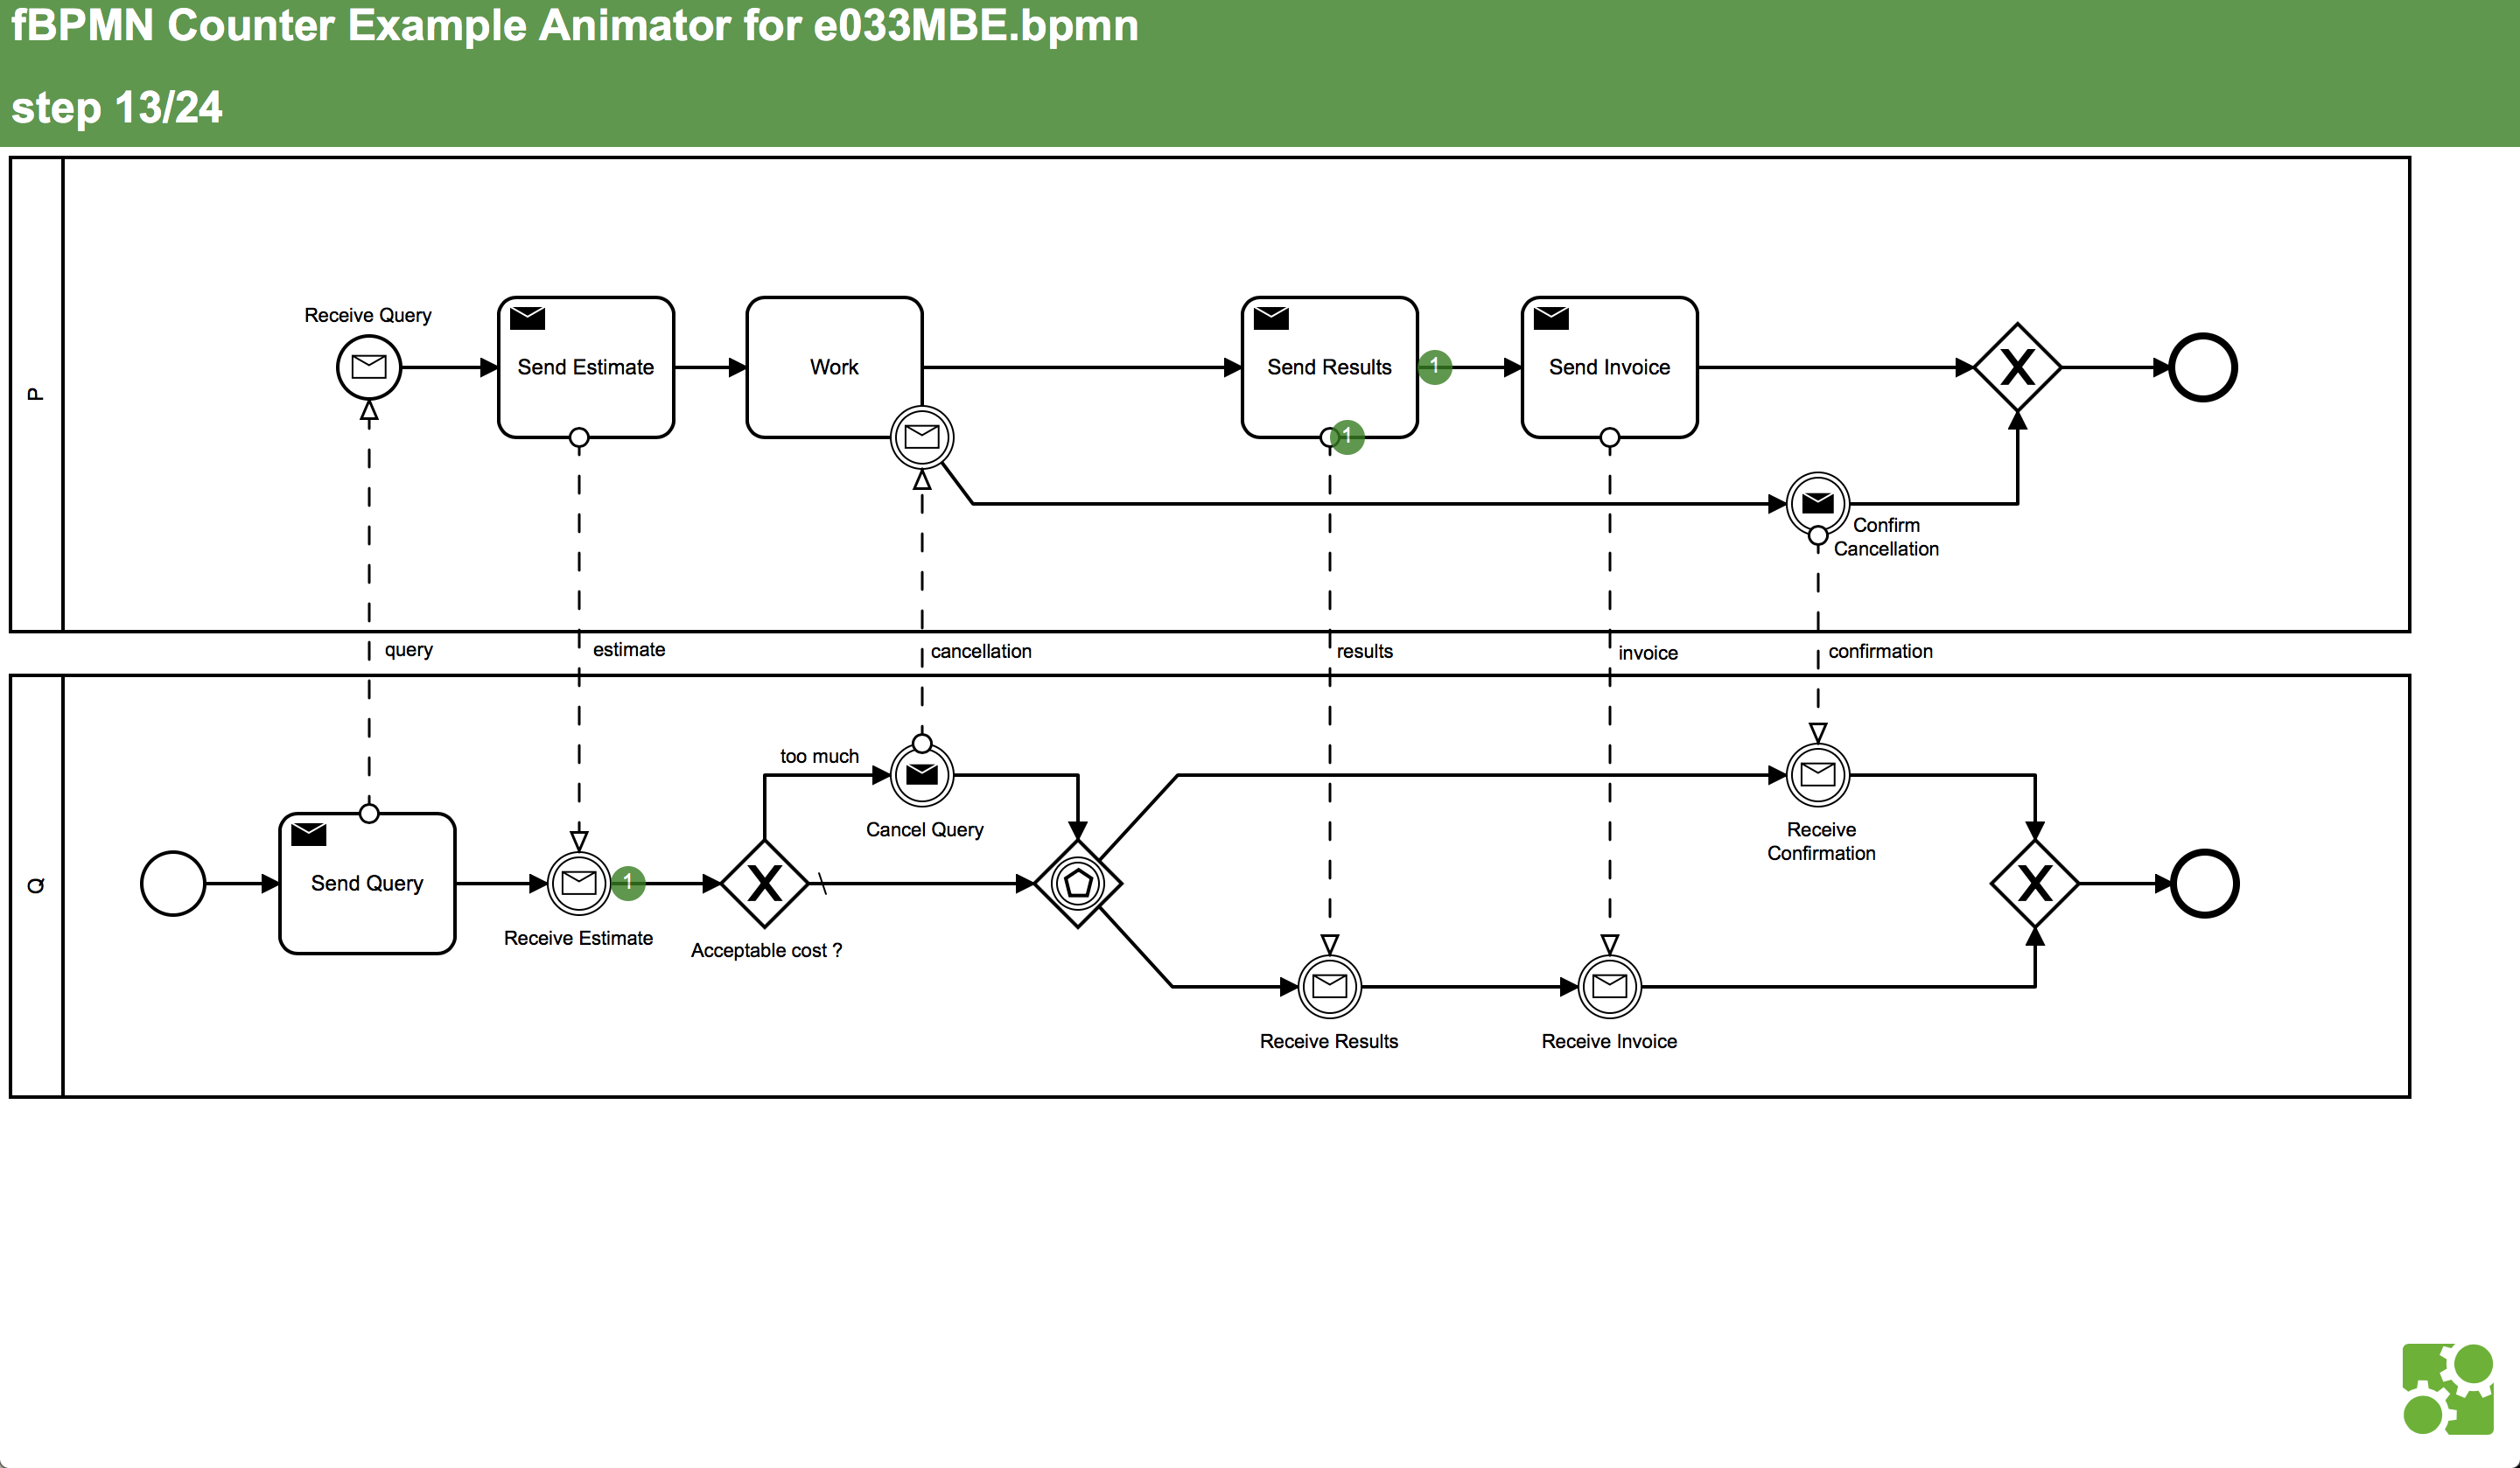 fBPMN Counter Example Animator for e033MBE.bpmn
step 13/24
P
Receive Query
Send Estimate
Work
Send Results
1
Send Invoice
X
1
Confirm
Cancellation
query
estimate
cancellation
results
invoice
confirmation
Q
too much
Cancel Query
Receive
Confirmation
Send Query
1
X
X
Receive Estimate
Acceptable cost ?
Receive Results
Receive Invoice